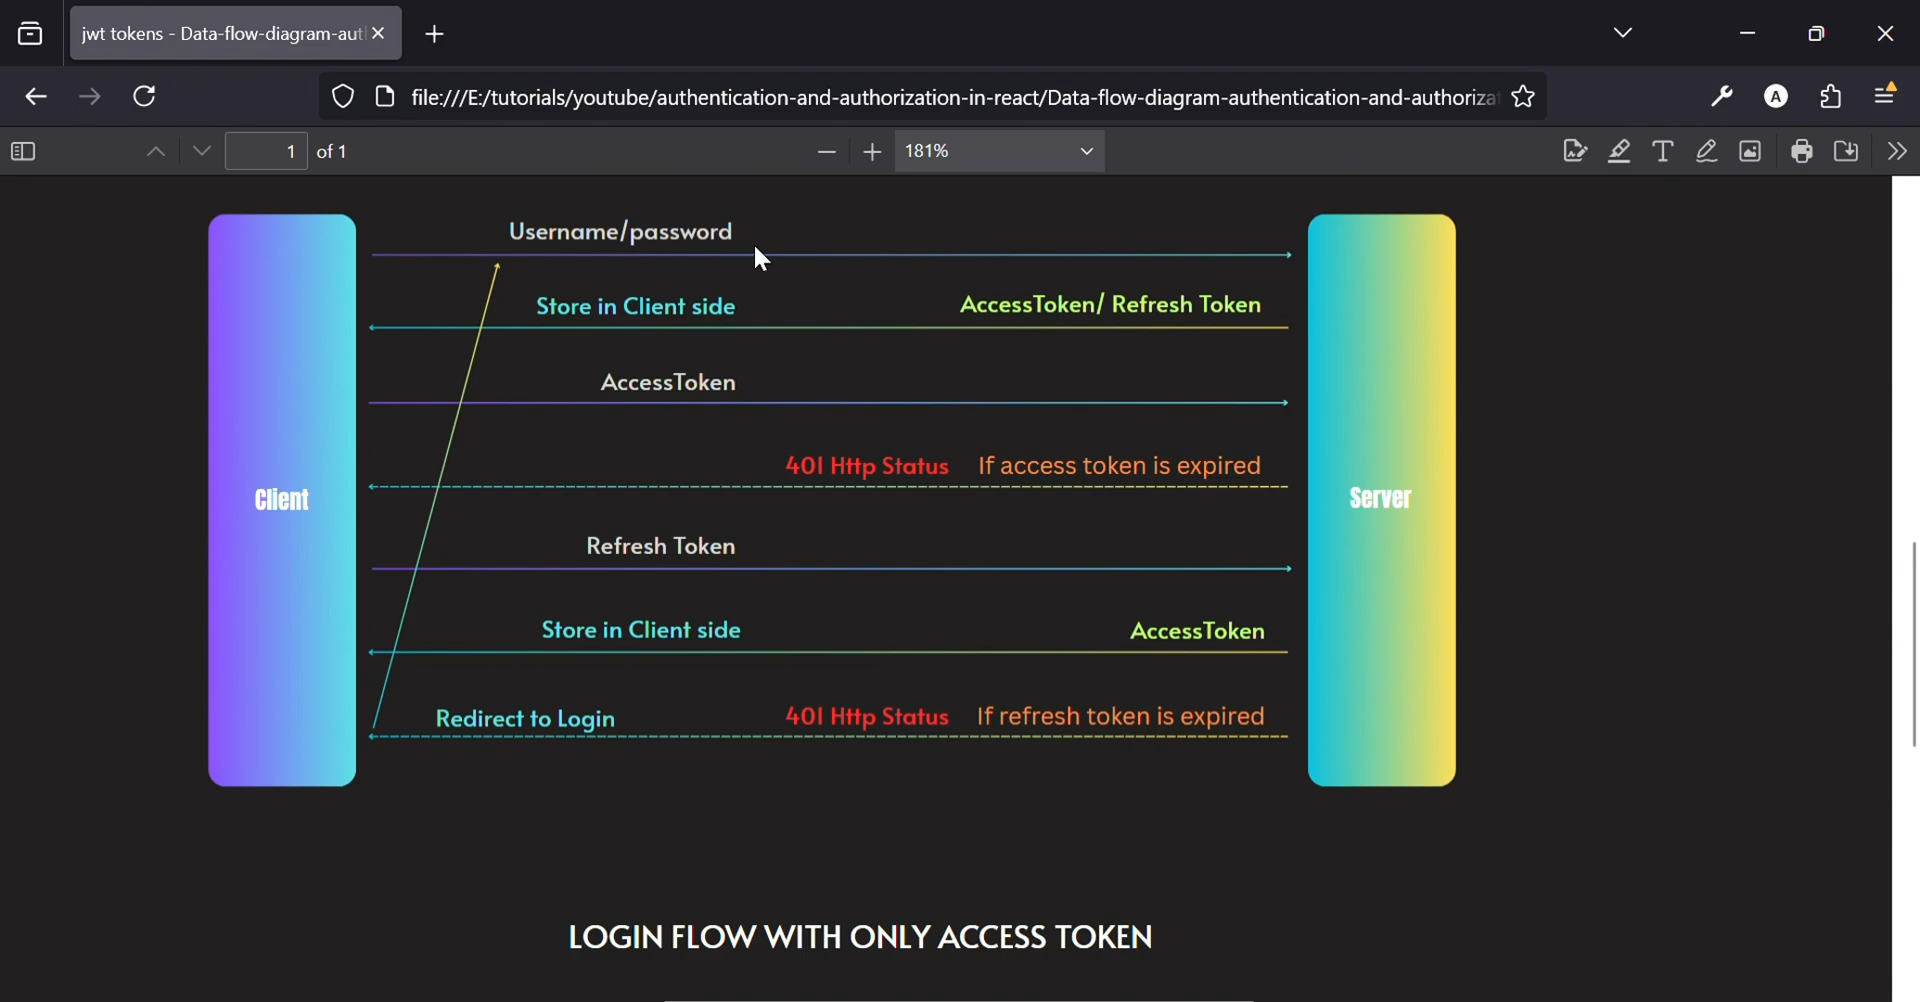 jwt tokens - Data-flow-diagram-aut
file:///E:/tutorials/youtube/authentication-and-authorization-in-react/Data-flow-diagram-authentication-and-authoriza
A
1 of 1
181%
Username/password
Store in Client side AccessToken/ Refresh Token
AccessToken
401 Http Status If access token is expired
Client Server
Refresh Token
Store in Client side AccessToken
Redirect to Login 401 Http Status If refresh token is expired
LOGIN FLOW WITH ONLY ACCESS TOKEN